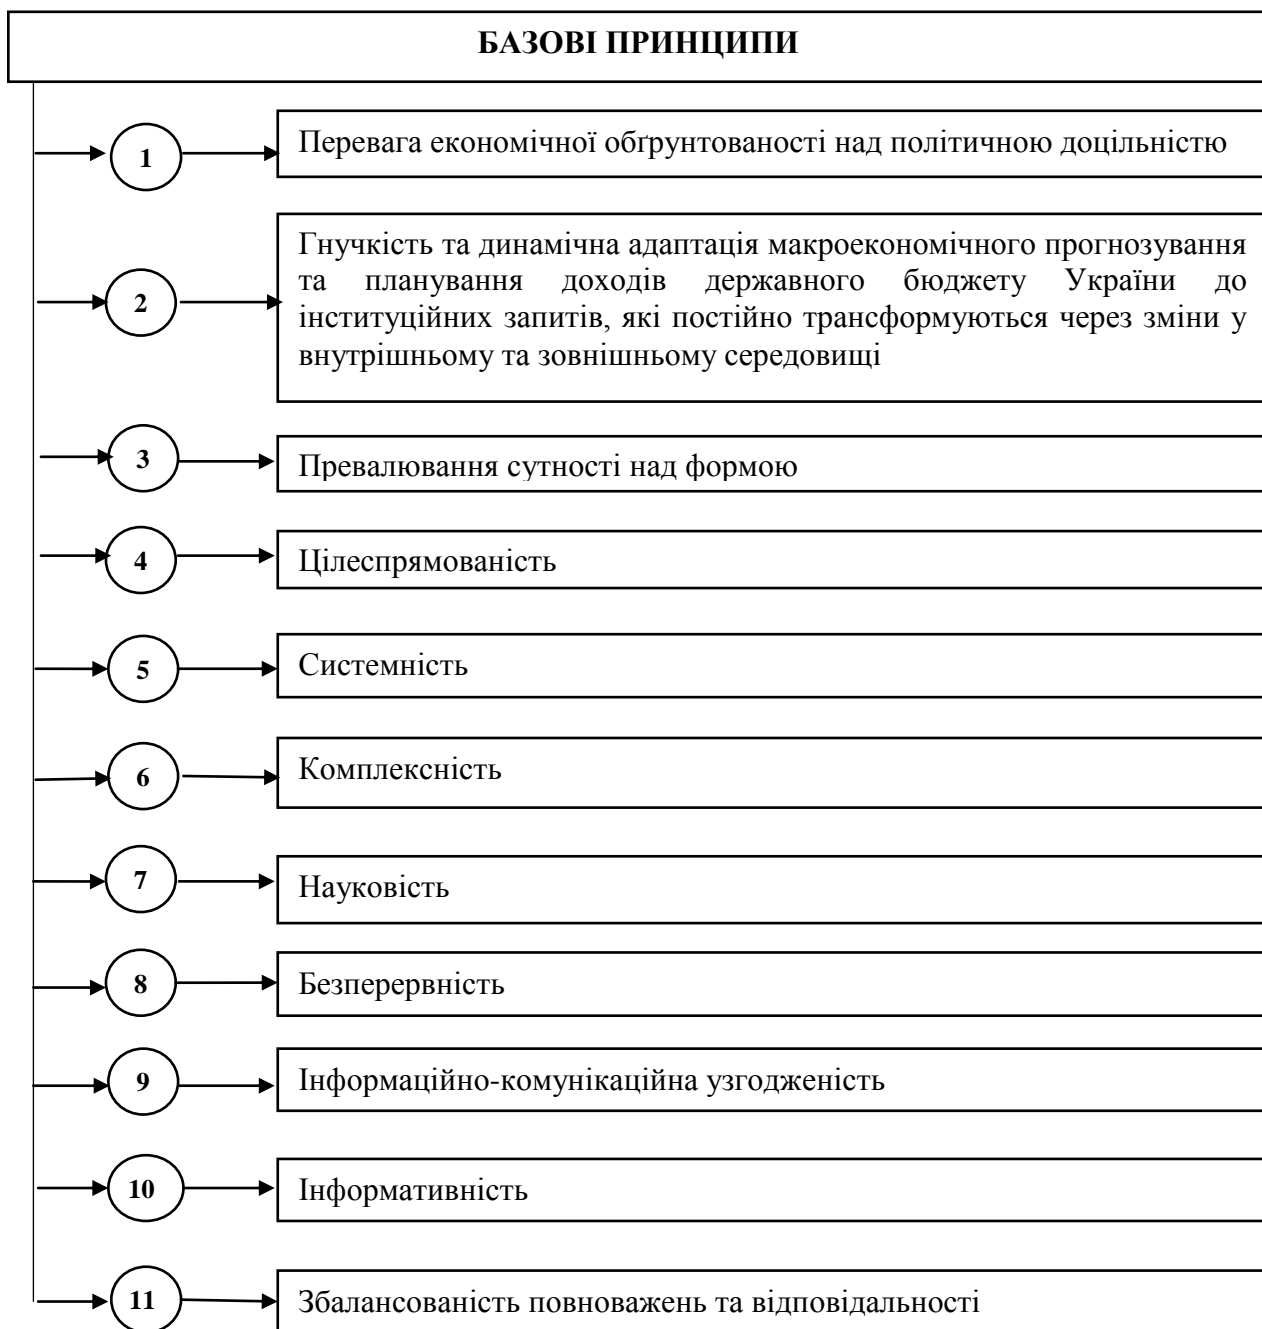 БАЗОВІ ПРИНЦИПИ
1
Перевага економічної обґрунтованості над політичною доцільністю
2
Гнучкість та динамічна адаптація макроекономічного прогнозування
та планування доходів державного бюджету України до
інституційних запитів, які постійно трансформуються через зміни у
внутрішньому та зовнішньому середовищі
3
Превалювання сутності над формою
4
Цілеспрямованість
5
Системність
6
Комплексність
7
Науковість
8
Безперервність
9
Інформаційно-комунікаційна узгодженість
10
Інформативність
11
Збалансованість повноважень та відповідальності